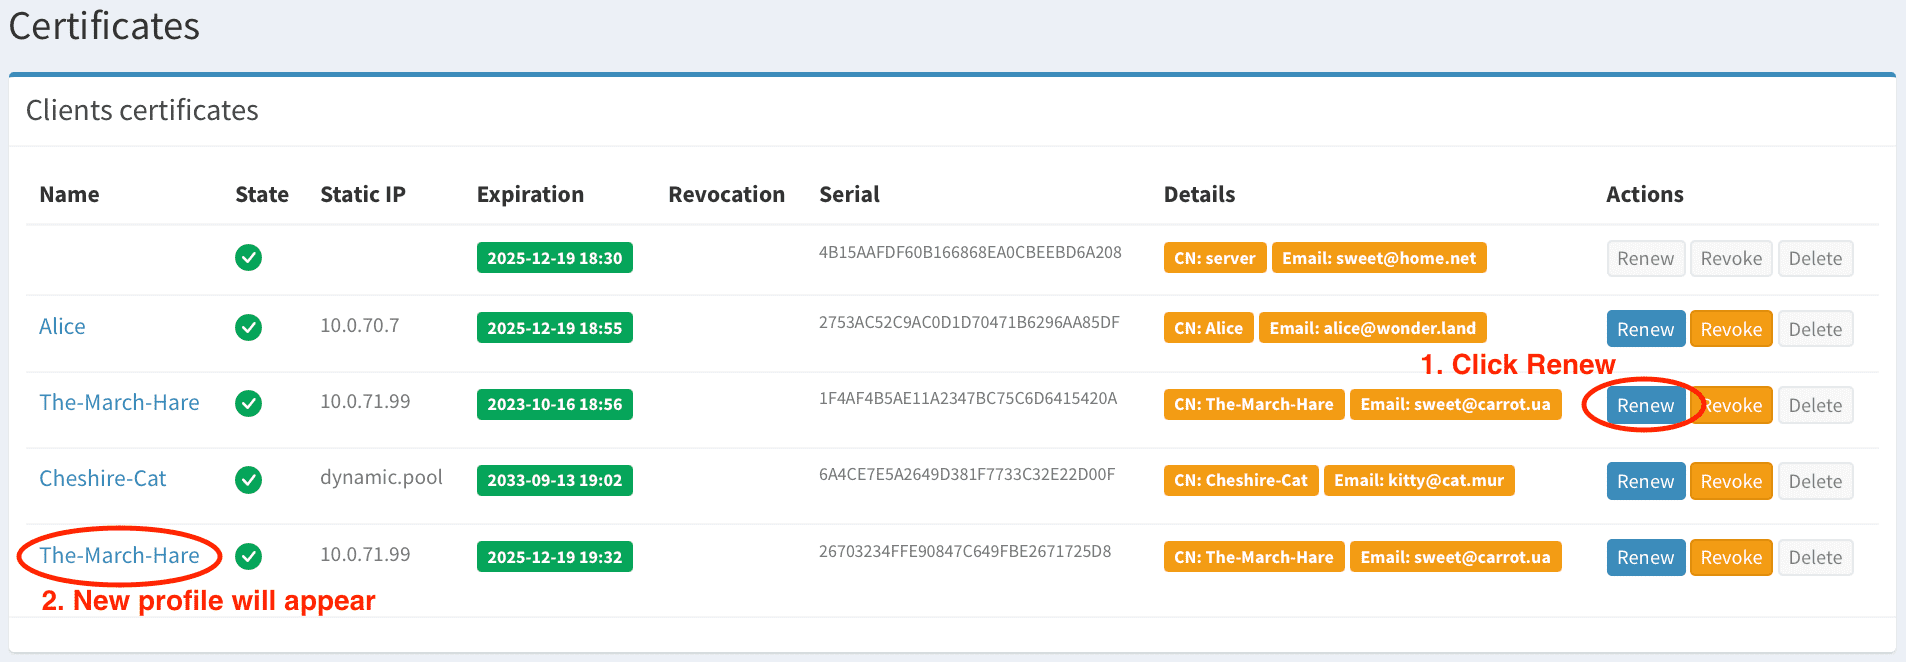 Certificates
Clients certificates
Name State Static IP Expiration Revocation Serial Details Actions
2025-12-19 18:30 4B15AAFDF60B166868EA0CBEEBD6A208 CN: server Email: sweet@home.net Renew Revoke Delete
Alice 10.0.70.7 2025-12-19 18:55 2753AC52C9AC0D1D70471B6296AA85DF CN: Alice Email: alice@wonder.land Renew Revoke Delete
1. Click Renew
The-March-Hare 10.0.71.99 2023-10-16 18:56 1F4AF4B5AE11A2347BC75C6D6415420A CN: The-March-Hare Email: sweet@carrot.ua Renew Revoke Delete
Cheshire-Cat dynamic.pool 2033-09-13 19:02 6A4CE7E5A2649D381F7733C32E22D00F CN: Cheshire-Cat Email: kitty@cat.mur Renew Revoke Delete
The-March-Hare 10.0.71.99 2025-12-19 19:32 26703234FFE90847C649FBE2671725D8 CN: The-March-Hare Email: sweet@carrot.ua Renew Revoke Delete
2. New profile will appear